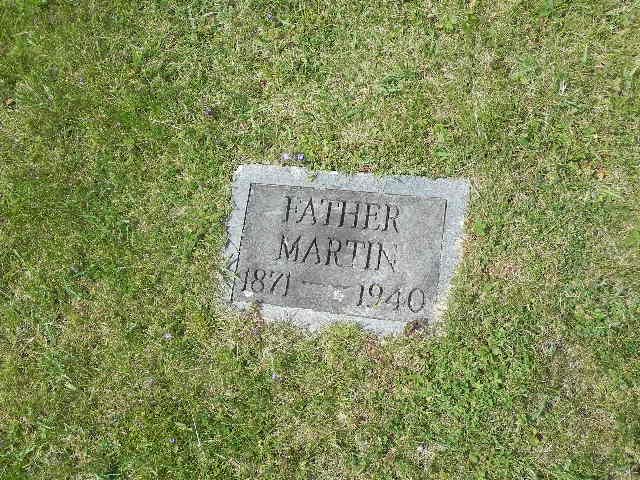 FATHER
MARTIN
1871 — 1940